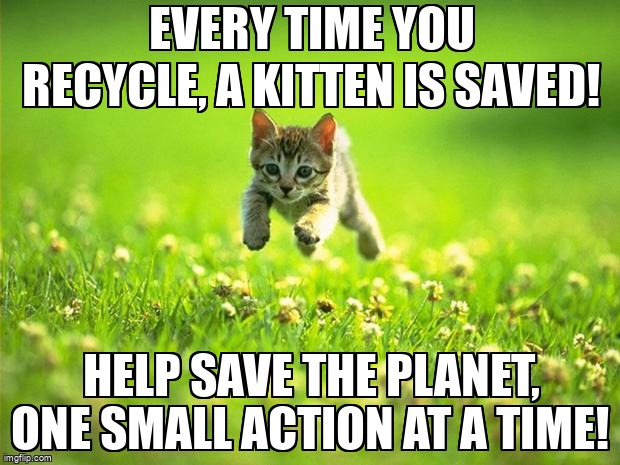 EVERY TIME YOU
RECYCLE, A KITTEN IS SAVED!
HELP SAVE THE PLANET,
ONE SMALL ACTION AT A TIME!
imgflip.com